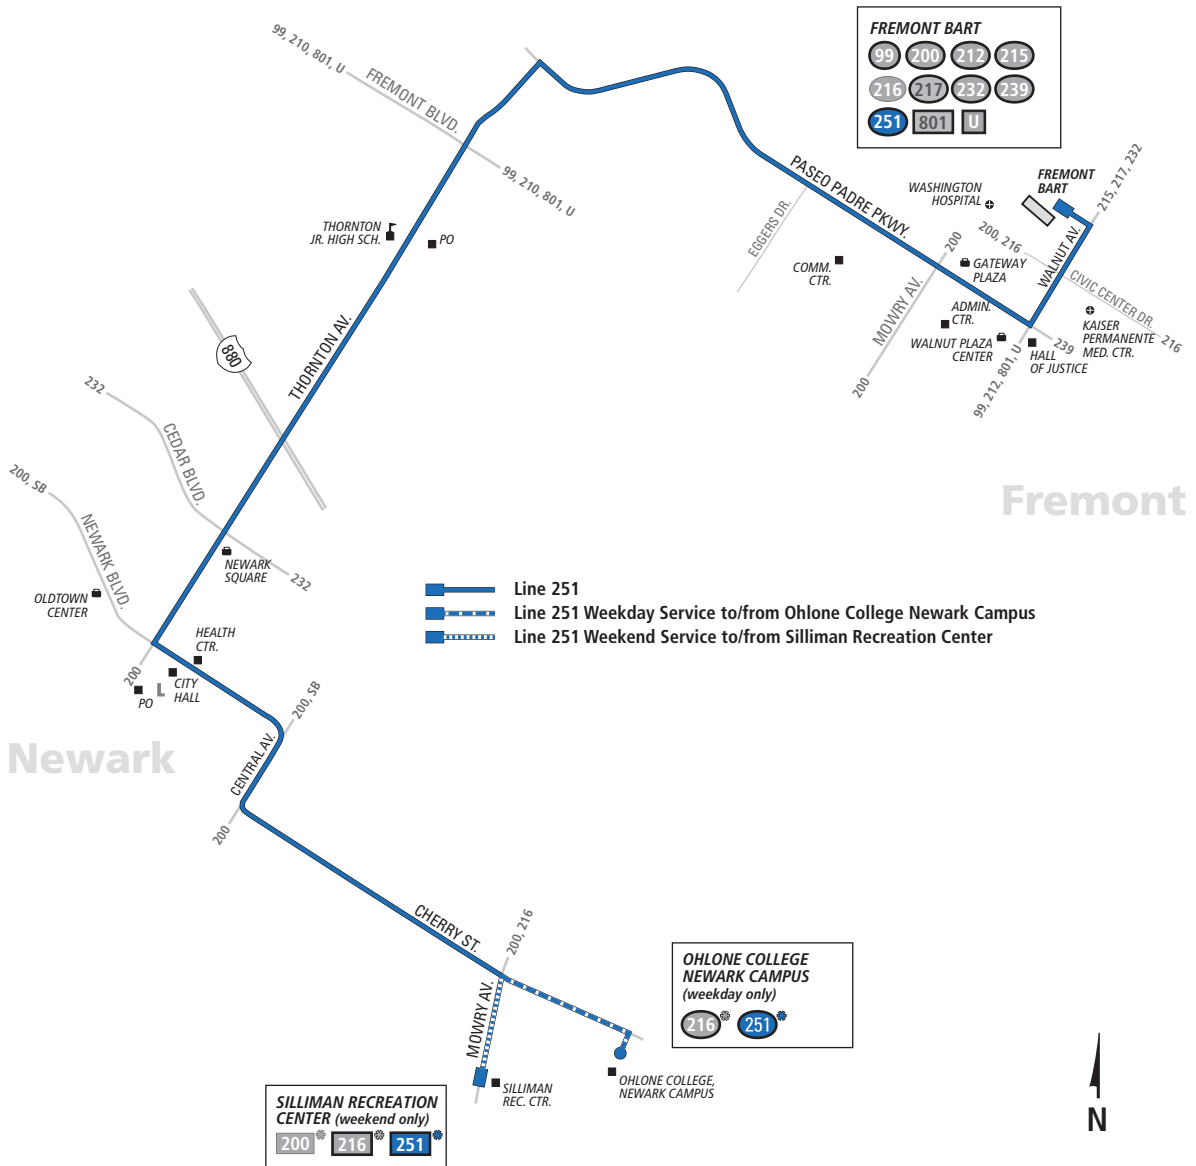 FREMONT BART
99 200 212 215
216 217 232 239
251 801 U
99, 210, 801, U
FREMONT BLVD.
99, 210, 801, U
215, 217, 232
FREMONT
BART
WASHINGTON
HOSPITAL
PASEO PADRE PKWY.
EGGERS DR.
200
200, 216
WALNUT AV.
THORNTON
JR. HIGH SCH.
PO
COMM.
CTR.
GATEWAY
PLAZA
CIVIC CENTER DR.
216
MOWRY AV.
200
ADMIN.
CTR.
WALNUT PLAZA
CENTER
239
HALL
OF JUSTICE
KAISER
PERMANENTE
MED. CTR.
99, 212, 801, U
THORNTON AV.
880
232
CEDAR BLVD.
232
200, SB
NEWARK BLVD.
Fremont
NEWARK
SQUARE
OLDTOWN
CENTER
Line 251
Line 251 Weekday Service to/from Ohlone College Newark Campus
Line 251 Weekend Service to/from Silliman Recreation Center
HEALTH
CTR.
200
CITY
HALL
PO
L
200, SB
Newark
CENTRAL AV.
200
CHERRY ST.
200, 216
MOWRY AV.
OHLONE COLLEGE
NEWARK CAMPUS
(weekday only)
216 251
SILLIMAN
REC. CTR.
OHLONE COLLEGE,
NEWARK CAMPUS
SILLIMAN RECREATION
CENTER (weekend only)
200 216 251
N